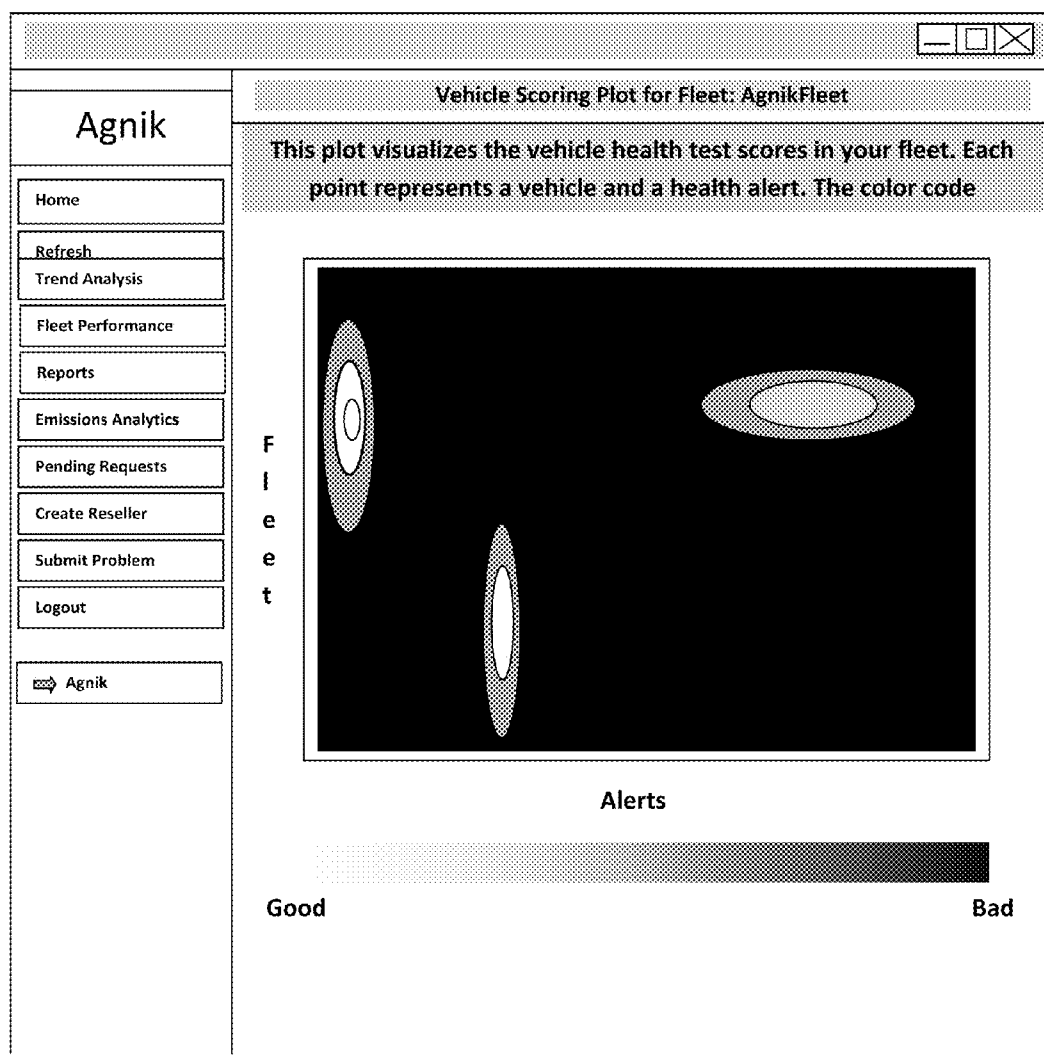 Agnik
Home
Refresh
Trend Analysis
Fleet Performance
Reports
Emissions Analytics
Pending Requests
Create Reseller
Submit Problem
Logout
Agnik
Vehicle Scoring Plot for Fleet: AgnikFleet
This plot visualizes the vehicle health test scores in your fleet. Each
point represents a vehicle and a health alert. The color code
Fleet
Alerts
Good Bad